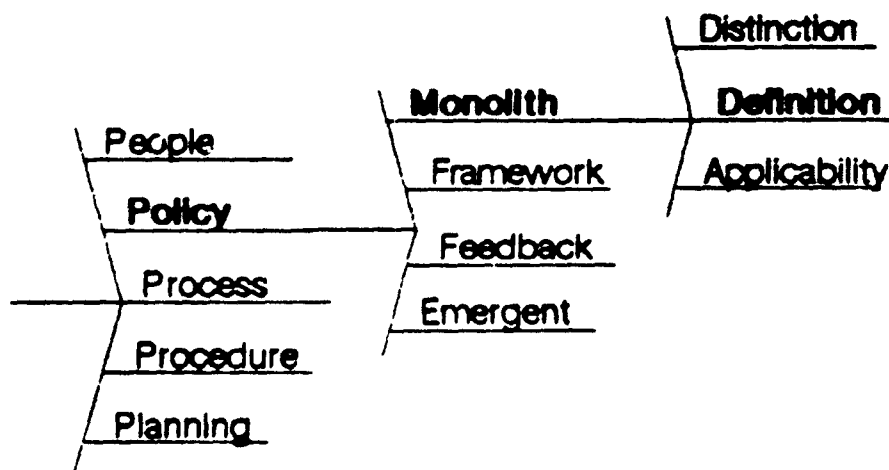 Distinction
Monolith
Definition
People
Framework
Applicability
Policy
Feedback
Process
Emergent
Procedure
Planning